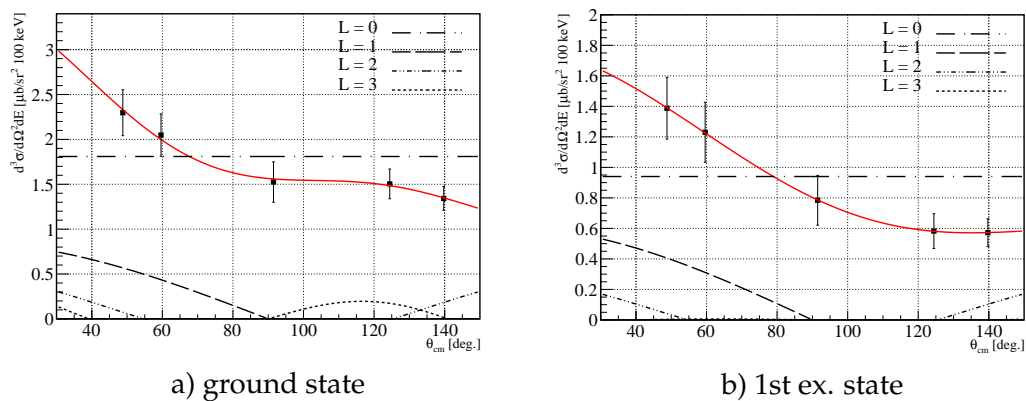 d³σ/dΩ²dE [μb/sr² 100 keV]
3
2.5
2
1.5
1
0.5
0
L = 0
L = 1
L = 2
L = 3
40 60 80 100 120 140
θcm [deg.]
a) ground state
d³σ/dΩ²dE [μb/sr² 100 keV]
2
1.8
1.6
1.4
1.2
1
0.8
0.6
0.4
0.2
0
L = 0
L = 1
L = 2
L = 3
40 60 80 100 120 140
θcm [deg.]
b) 1st ex. state